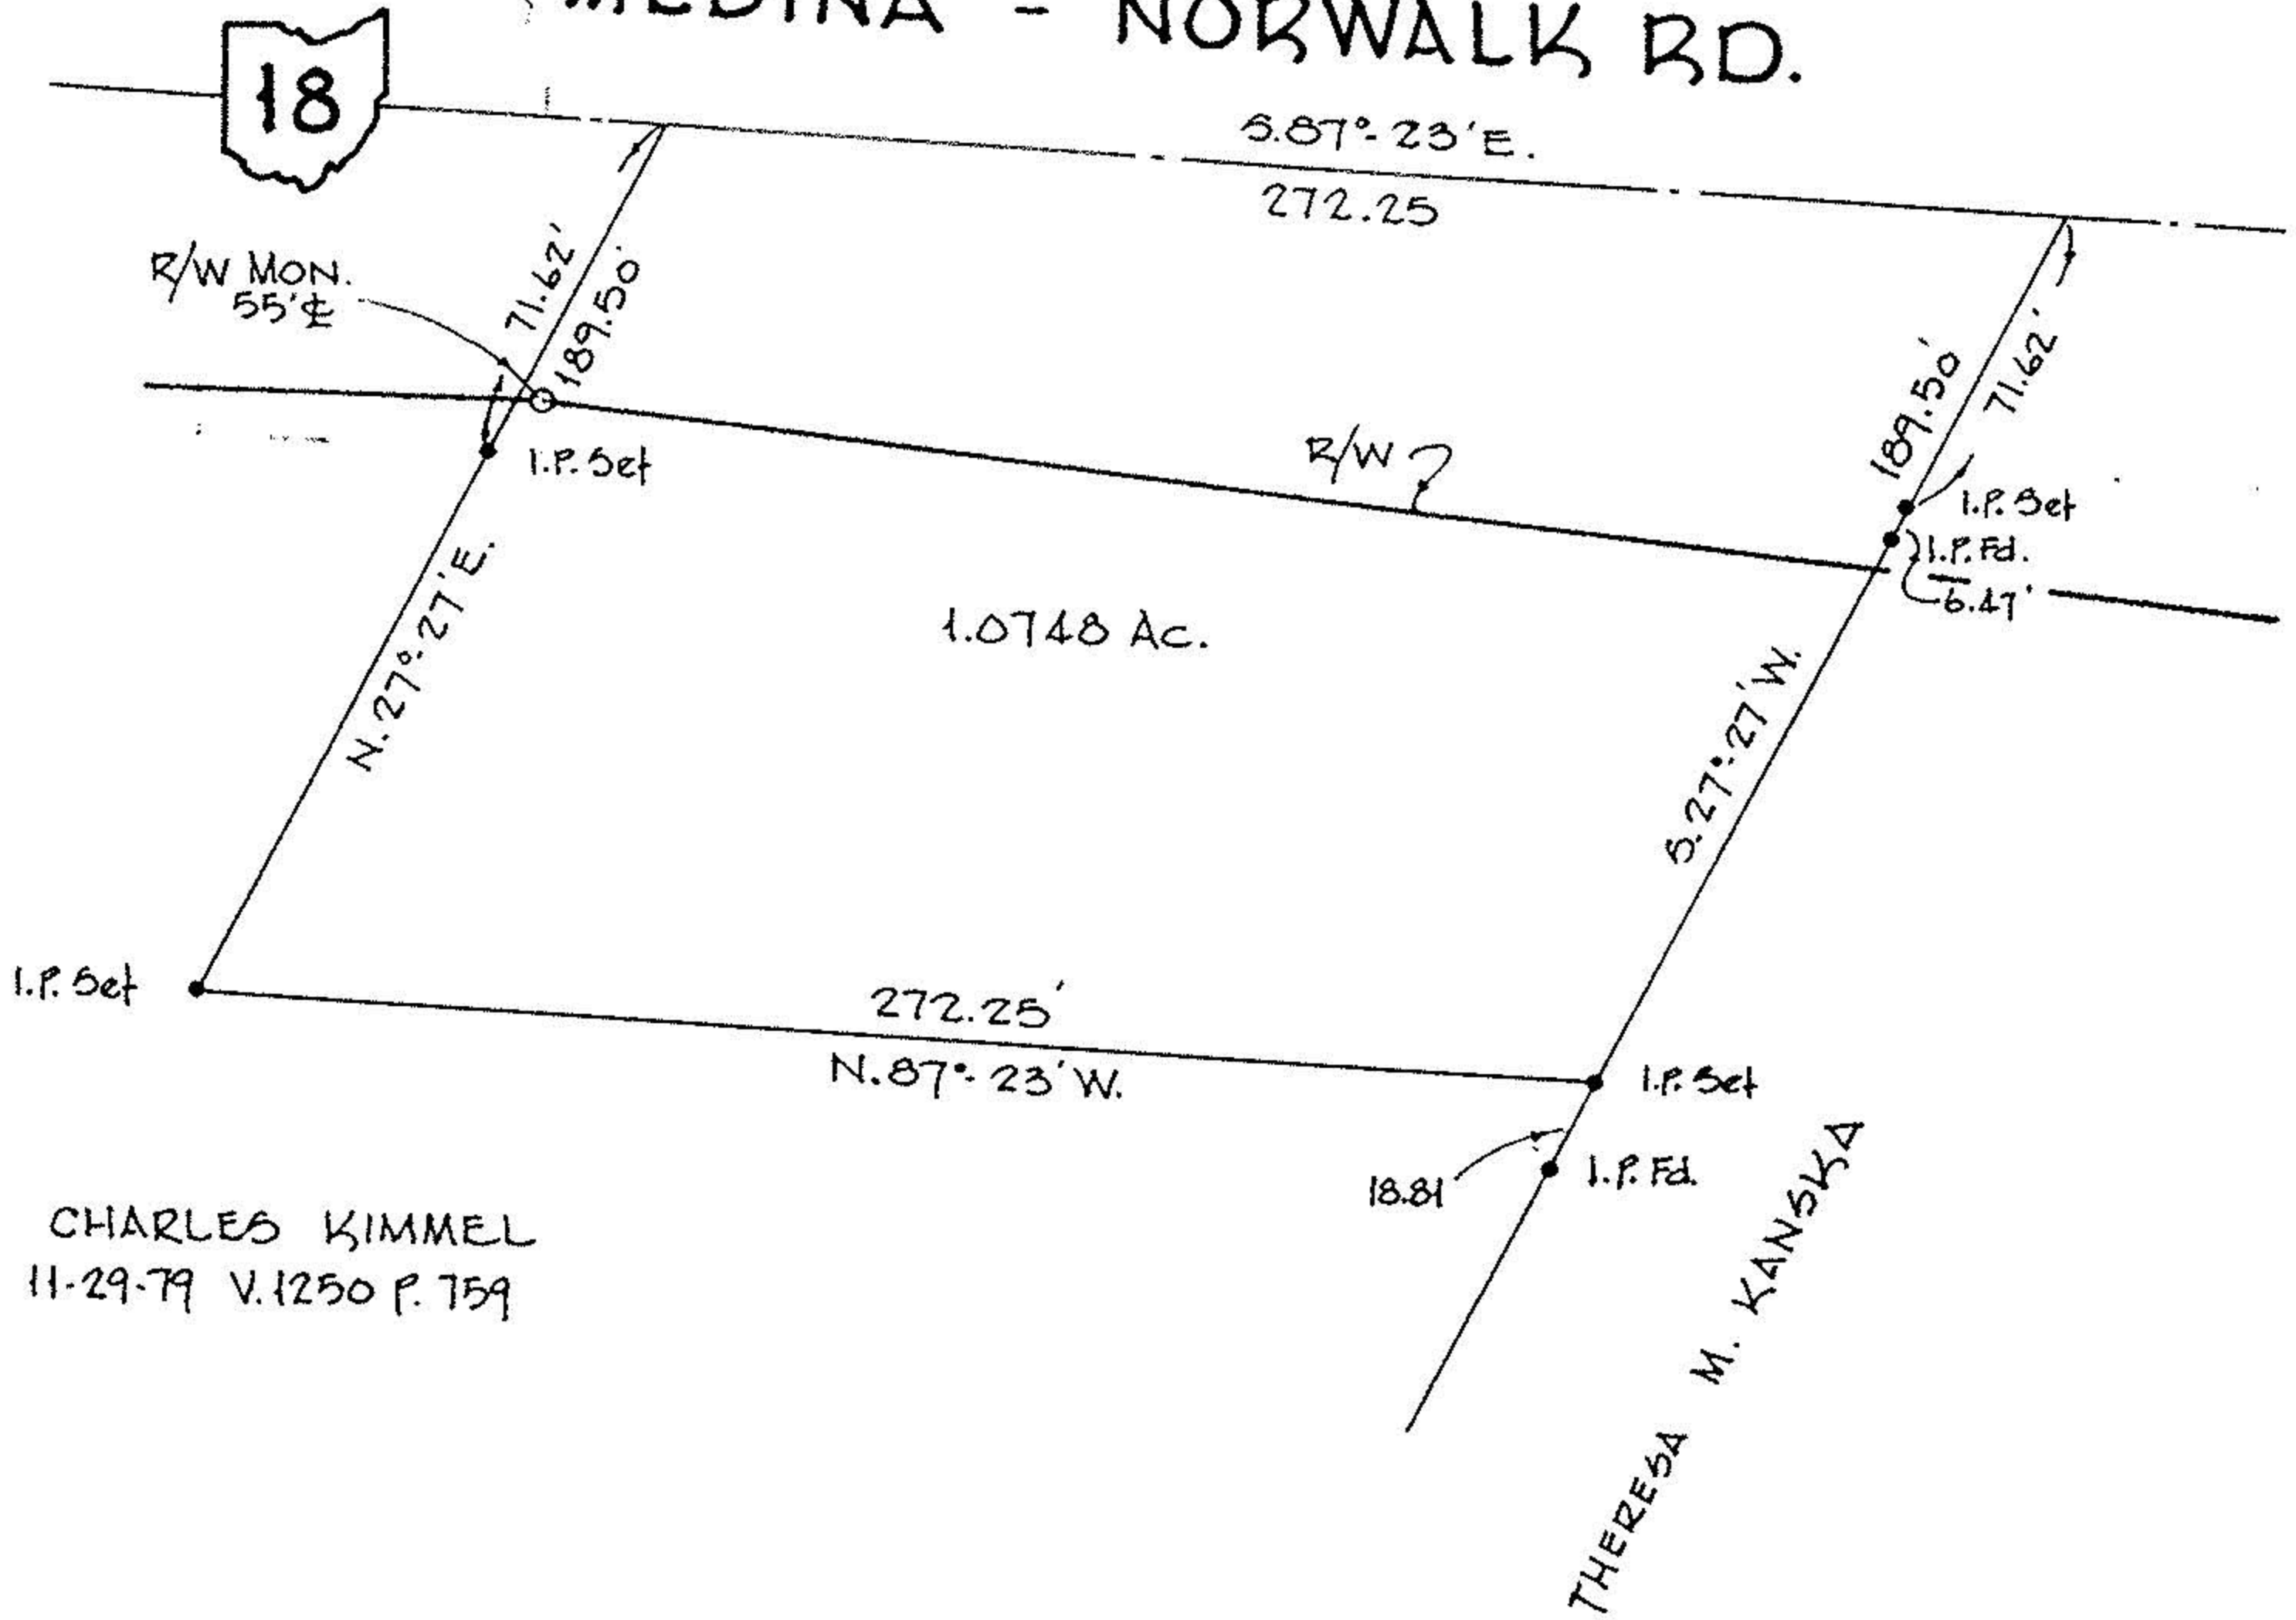 MEDINA - NORWALK RD.
18
S.87°-23'E.
272.25
R/W MON.
55'℄
71.62'
189.50'
189.50'
71.62'
I.P. Set
R/W
I.P. Set
I.P. Fd.
6.47'
N.27°-27'E.
1.0748 Ac.
S.27°-27'W.
I.P. Set
272.25'
N.87°-23'W.
I.P. Set
18.81
I.P. Fd.
CHARLES KIMMEL
11-29-79 V.1250 P. 759
THERESA M. KANSKA